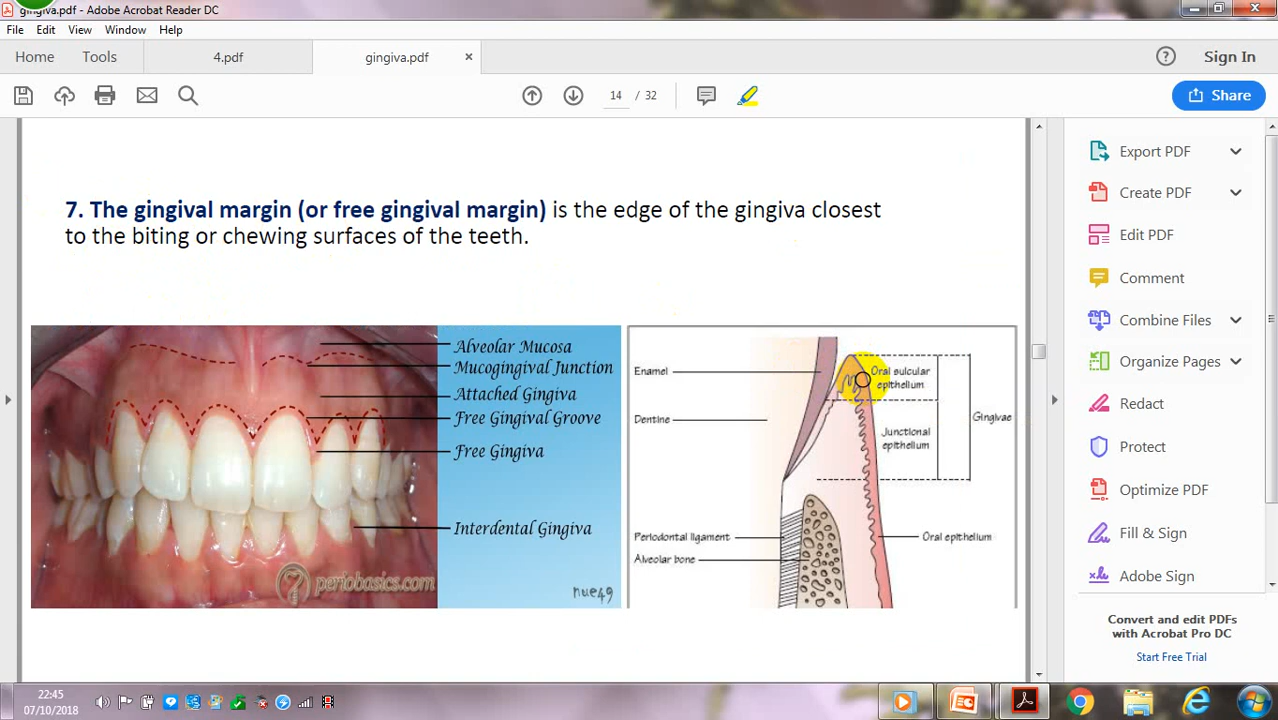 gingiva.pdf - Adobe Acrobat Reader DC
File Edit View Window Help
Home Tools 4.pdf gingiva.pdf Sign In
14 / 32
Share
7. The gingival margin (or free gingival margin) is the edge of the gingiva closest
to the biting or chewing surfaces of the teeth.
Alveolar Mucosa
Mucogingival Junction
Attached Gingiva
Free Gingival Groove
Free Gingiva
Interdental Gingiva
periobasics.com
nue49
Enamel
Dentine
Periodontal ligament
Alveolar bone
Oral sulcular
epithelium
Junctional
epithelium
Gingivae
Oral epithelium
Export PDF
Create PDF
Edit PDF
Comment
Combine Files
Organize Pages
Redact
Protect
Optimize PDF
Fill & Sign
Adobe Sign
Convert and edit PDFs
with Acrobat Pro DC
Start Free Trial
22:45
07/10/2018